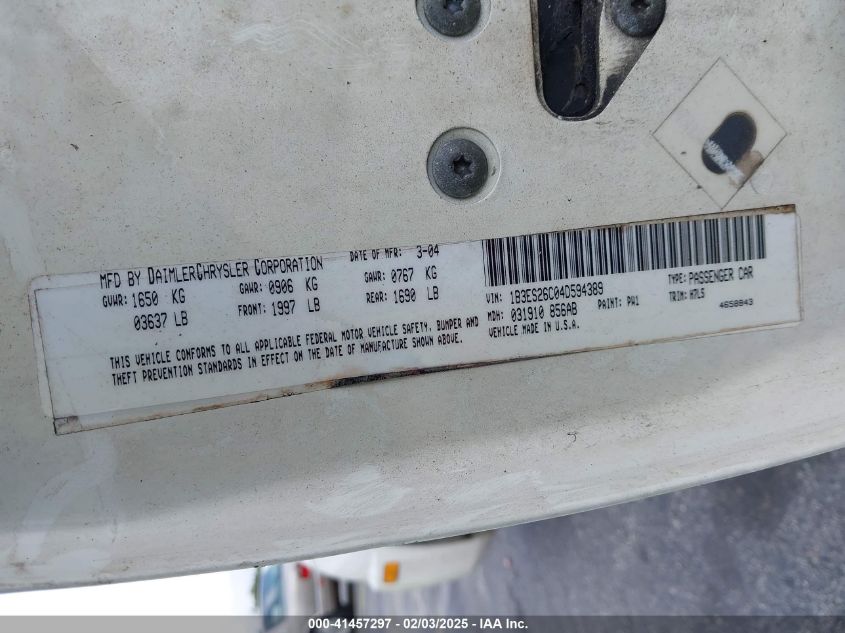 MFD BY DAIMLERCHRYSLER CORPORATION DATE OF MFR: 3-04
GVWR: 1650 KG GAWR: 0906 KG GAWR: 0767 KG
03637 LB FRONT: 1997 LB REAR: 1690 LB
THIS VEHICLE CONFORMS TO ALL APPLICABLE FEDERAL MOTOR VEHICLE SAFETY, BUMPER AND
THEFT PREVENTION STANDARDS IN EFFECT ON THE DATE OF MANUFACTURE SHOWN ABOVE.
VIN: 1B3ES26C04D594389 TYPE: PASSENGER CAR
MDH: 031910 856AB PAINT: PW1 TRIM: H7LS
VEHICLE MADE IN U.S.A. 4658843
000-41457297 - 02/03/2025 - IAA Inc.